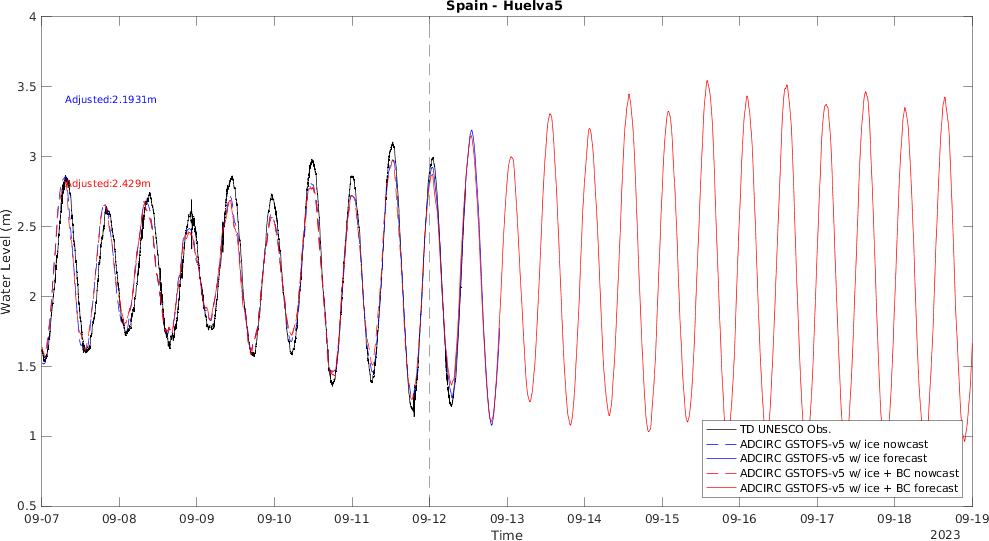 Spain - Huelva5
4
3.5
3
2.5
2
1.5
1
0.5
Water Level (m)
Adjusted:2.1931m
Adjusted:2.429m
TD UNESCO Obs.
ADCIRC GSTOFS-v5 w/ ice nowcast
ADCIRC GSTOFS-v5 w/ ice forecast
ADCIRC GSTOFS-v5 w/ ice + BC nowcast
ADCIRC GSTOFS-v5 w/ ice + BC forecast
09-07 09-08 09-09 09-10 09-11 09-12 09-13 09-14 09-15 09-16 09-17 09-18 09-19
Time
2023